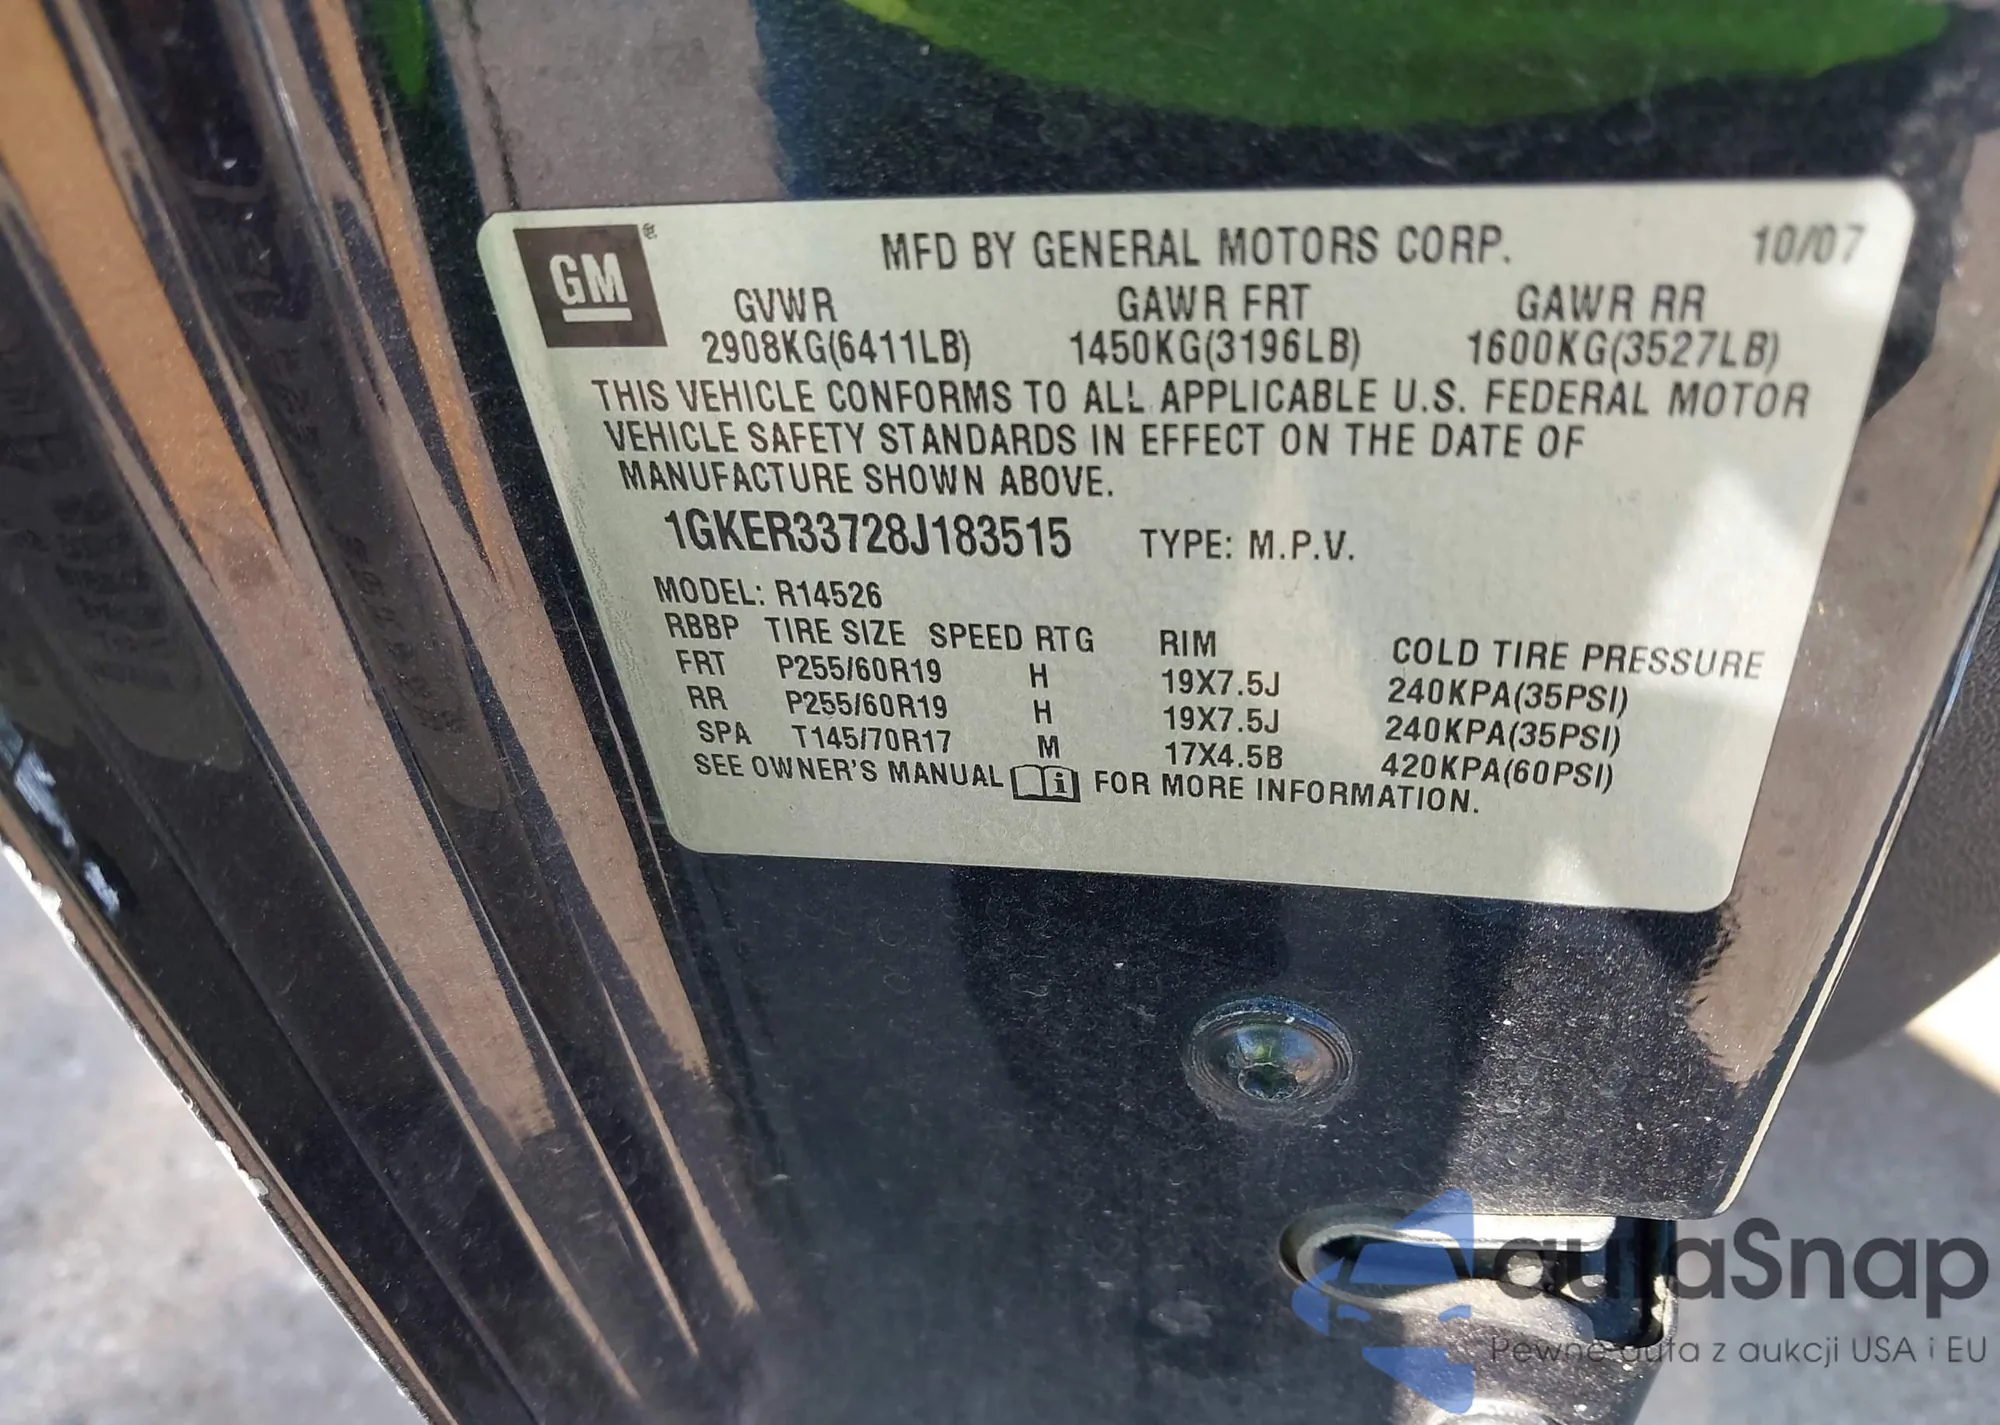 GM
MFD BY GENERAL MOTORS CORP. 10/07
GVWR GAWR FRT GAWR RR
2908KG(6411LB) 1450KG(3196LB) 1600KG(3527LB)
THIS VEHICLE CONFORMS TO ALL APPLICABLE U.S. FEDERAL MOTOR
VEHICLE SAFETY STANDARDS IN EFFECT ON THE DATE OF
MANUFACTURE SHOWN ABOVE.
1GKER33728J183515 TYPE: M.P.V.
MODEL: R14526
RBBP TIRE SIZE SPEED RTG RIM COLD TIRE PRESSURE
FRT P255/60R19 H 19X7.5J 240KPA(35PSI)
RR P255/60R19 H 19X7.5J 240KPA(35PSI)
SPA T145/70R17 M 17X4.5B 420KPA(60PSI)
SEE OWNER'S MANUAL FOR MORE INFORMATION.
autaSnap
Pewne auta z aukcji USA i EU